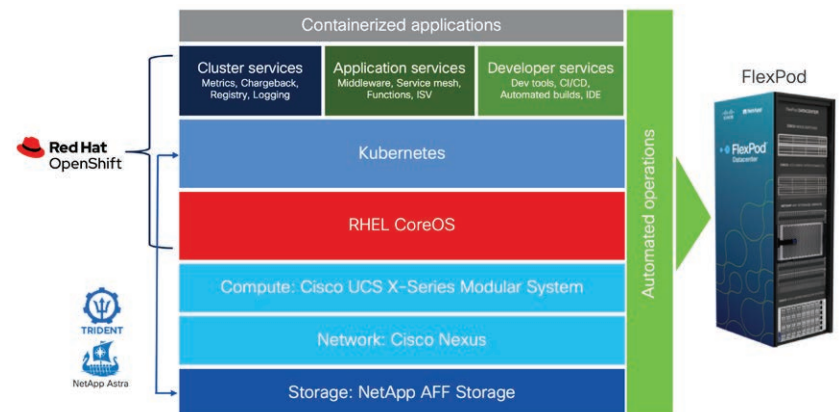 Containerized applications
Cluster services
Metrics, Chargeback,
Registry, Logging
Application services
Middleware, Service mesh,
Functions, ISV
Developer services
Dev tools, CI/CD,
Automated builds, IDE
Red Hat
OpenShift
Kubernetes
RHEL CoreOS
Compute: Cisco UCS X-Series Modular System
Network: Cisco Nexus
Storage: NetApp AFF Storage
TRIDENT
NetApp Astra
Automated operations
FlexPod
FlexPod
Datacenter